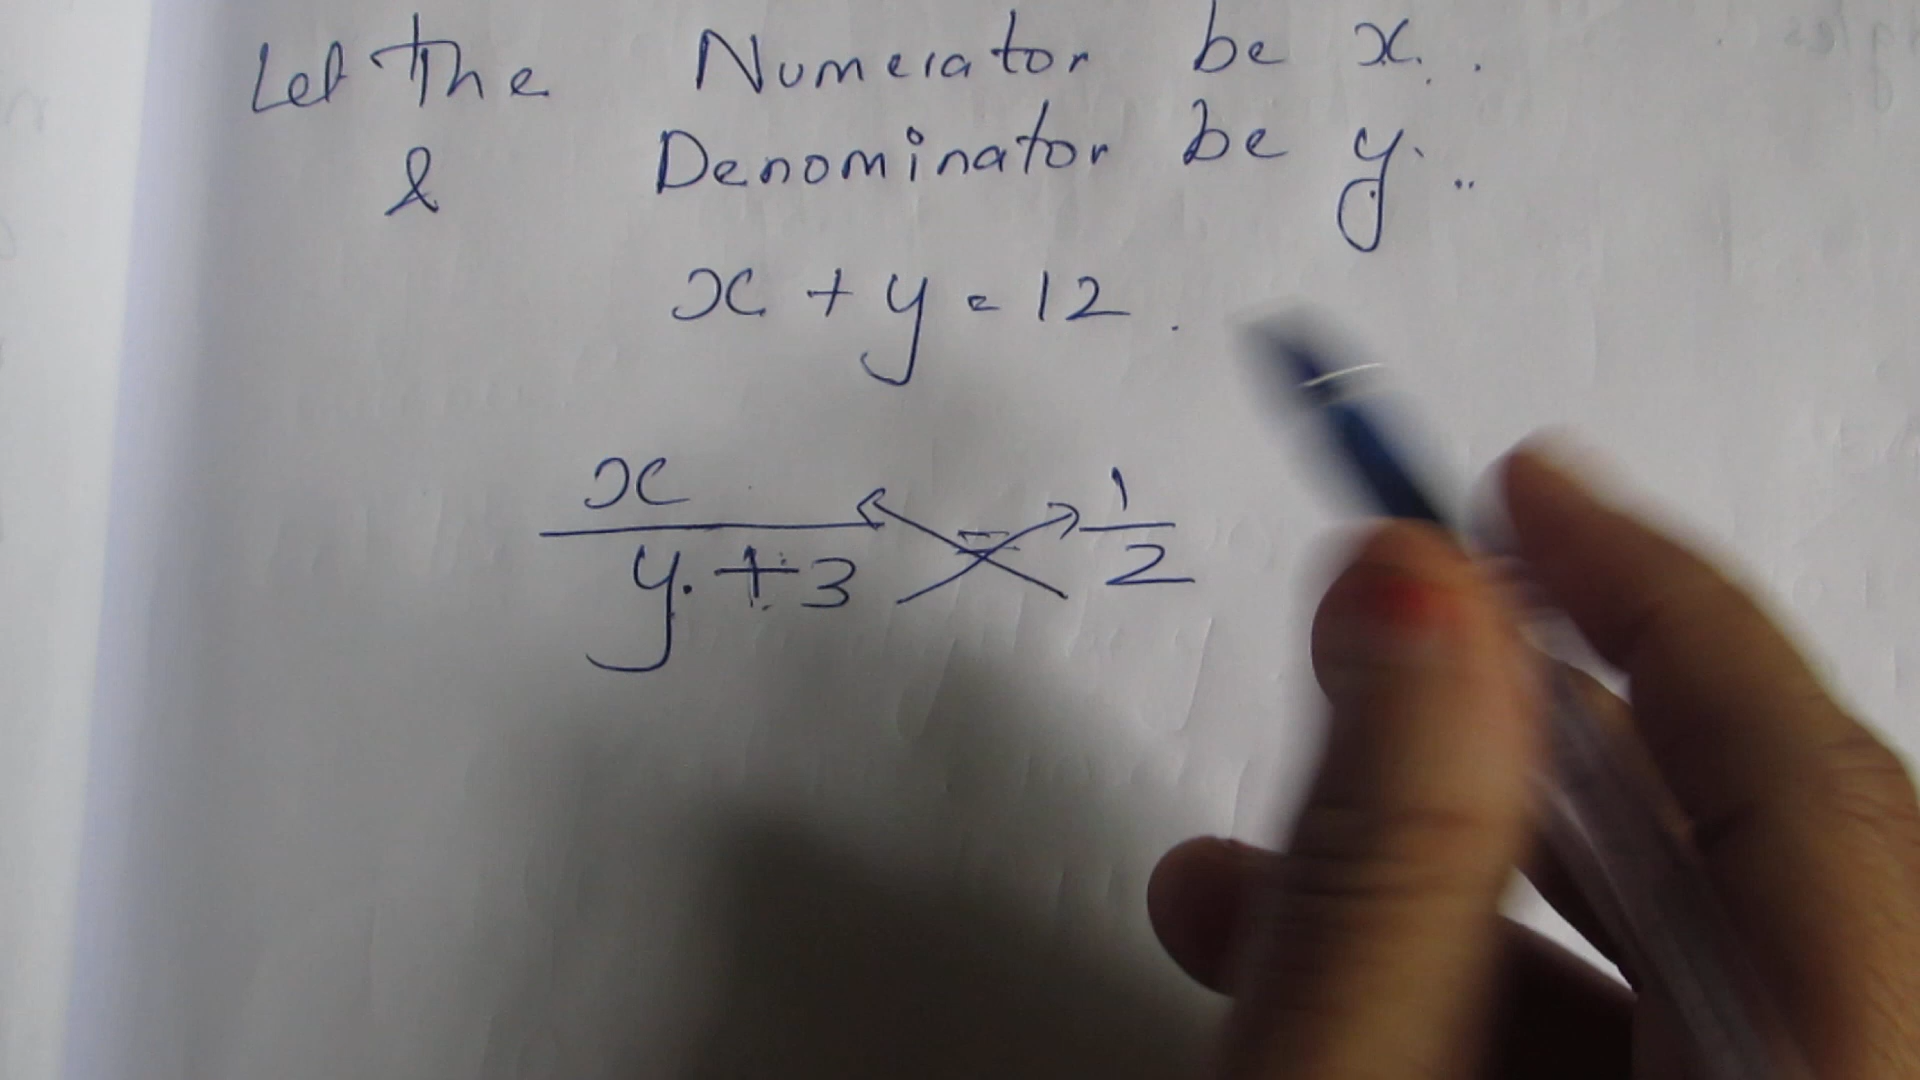 Let the Numerator be x.
& Denominator be y.
x + y = 12.
x / y + 3 = 1 / 2